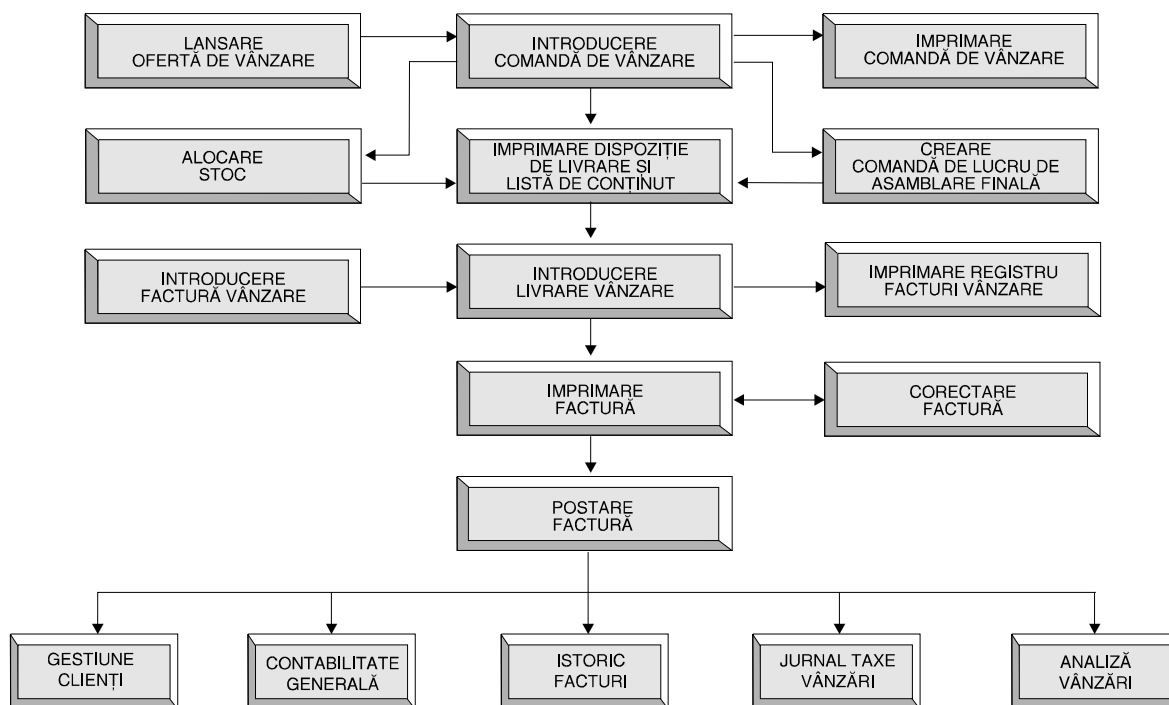 LANSARE
OFERTĂ DE VÂNZARE
INTRODUCERE
COMANDĂ DE VÂNZARE
IMPRIMARE
COMANDĂ DE VÂNZARE
ALOCARE
STOC
IMPRIMARE DISPOZIȚIE
DE LIVRARE ȘI
LISTĂ DE CONȚINUT
CREARE
COMANDĂ DE LUCRU DE
ASAMBLARE FINALĂ
INTRODUCERE
FACTURĂ VÂNZARE
INTRODUCERE
LIVRARE VÂNZARE
IMPRIMARE REGISTRU
FACTURI VÂNZARE
IMPRIMARE
FACTURĂ
CORECTARE
FACTURĂ
POSTARE
FACTURĂ
GESTIUNE
CLIENȚI
CONTABILITATE
GENERALĂ
ISTORIC
FACTURI
JURNAL TAXE
VÂNZĂRI
ANALIZĂ
VÂNZĂRI